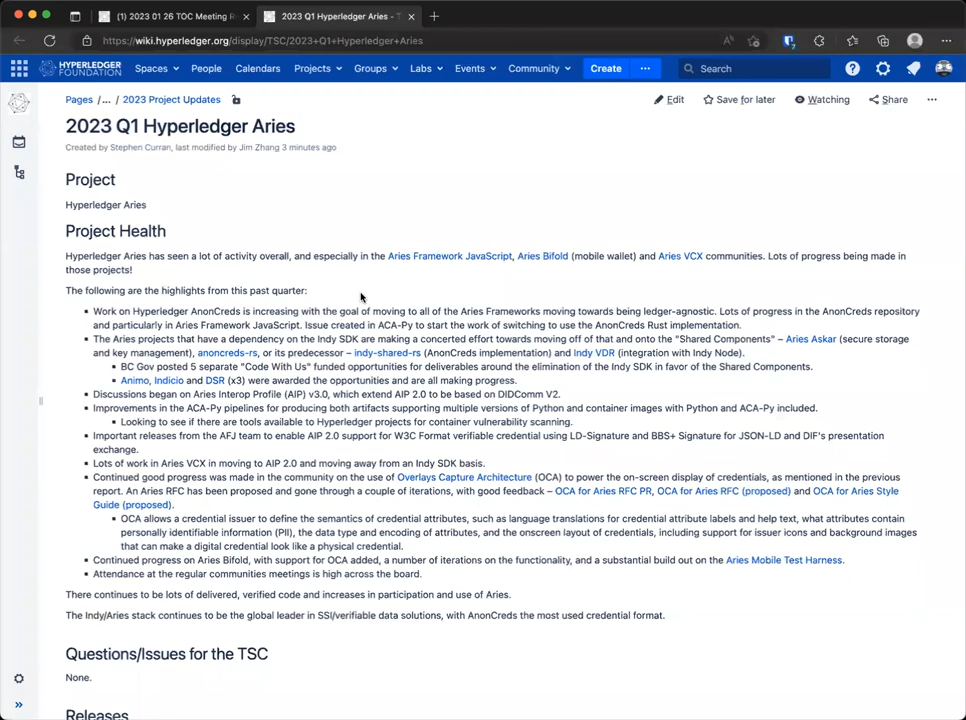 (1) 2023 01 26 TOC Meeting R
2023 Q1 Hyperledger Aries - T
https://wiki.hyperledger.org/display/TSC/2023+Q1+Hyperledger+Aries
HYPERLEDGER FOUNDATION Spaces People Calendars Projects Groups Labs Events Community Create ... Search
Pages /... / 2023 Project Updates Edit Save for later Watching Share ...
2023 Q1 Hyperledger Aries
Created by Stephen Curran, last modified by Jim Zhang 3 minutes ago
Project
Hyperledger Aries
Project Health
Hyperledger Aries has seen a lot of activity overall, and especially in the Aries Framework JavaScript, Aries Bifold (mobile wallet) and Aries VCX communities. Lots of progress being made in
those projects!
The following are the highlights from this past quarter:
Work on Hyperledger AnonCreds is increasing with the goal of moving to all of the Aries Frameworks moving towards being ledger-agnostic. Lots of progress in the AnonCreds repository
and particularly in Aries Framework JavaScript. Issue created in ACA-Py to start the work of switching to use the AnonCreds Rust implementation.
The Aries projects that have a dependency on the Indy SDK are making a concerted effort towards moving off of that and onto the "Shared Components" – Aries Askar (secure storage
and key management), anoncreds-rs, or its predecessor – indy-shared-rs (AnonCreds implementation) and Indy VDR (integration with Indy Node).
BC Gov posted 5 separate "Code With Us" funded opportunities for deliverables around the elimination of the Indy SDK in favor of the Shared Components.
Animo, Indicio and DSR (x3) were awarded the opportunities and are all making progress.
Discussions began on Aries Interop Profile (AIP) v3.0, which extend AIP 2.0 to be based on DIDComm V2.
Improvements in the ACA-Py pipelines for producing both artifacts supporting multiple versions of Python and container images with Python and ACA-Py included.
Looking to see if there are tools available to Hyperledger projects for container vulnerability scanning.
Important releases from the AFJ team to enable AIP 2.0 support for W3C Format verifiable credential using LD-Signature and BBS+ Signature for JSON-LD and DIF's presentation
exchange.
Lots of work in Aries VCX in moving to AIP 2.0 and moving away from an Indy SDK basis.
Continued good progress was made in the community on the use of Overlays Capture Architecture (OCA) to power the on-screen display of credentials, as mentioned in the previous
report. An Aries RFC has been proposed and gone through a couple of iterations, with good feedback – OCA for Aries RFC PR, OCA for Aries RFC (proposed) and OCA for Aries Style
Guide (proposed).
OCA allows a credential issuer to define the semantics of credential attributes, such as language translations for credential attribute labels and help text, what attributes contain
personally identifiable information (PII), the data type and encoding of attributes, and the onscreen layout of credentials, including support for issuer icons and background images
that can make a digital credential look like a physical credential.
Continued progress on Aries Bifold, with support for OCA added, a number of iterations on the functionality, and a substantial build out on the Aries Mobile Test Harness.
Attendance at the regular communities meetings is high across the board.
There continues to be lots of delivered, verified code and increases in participation and use of Aries.
The Indy/Aries stack continues to be the global leader in SSI/verifiable data solutions, with AnonCreds the most used credential format.
Questions/Issues for the TSC
None.
Releases